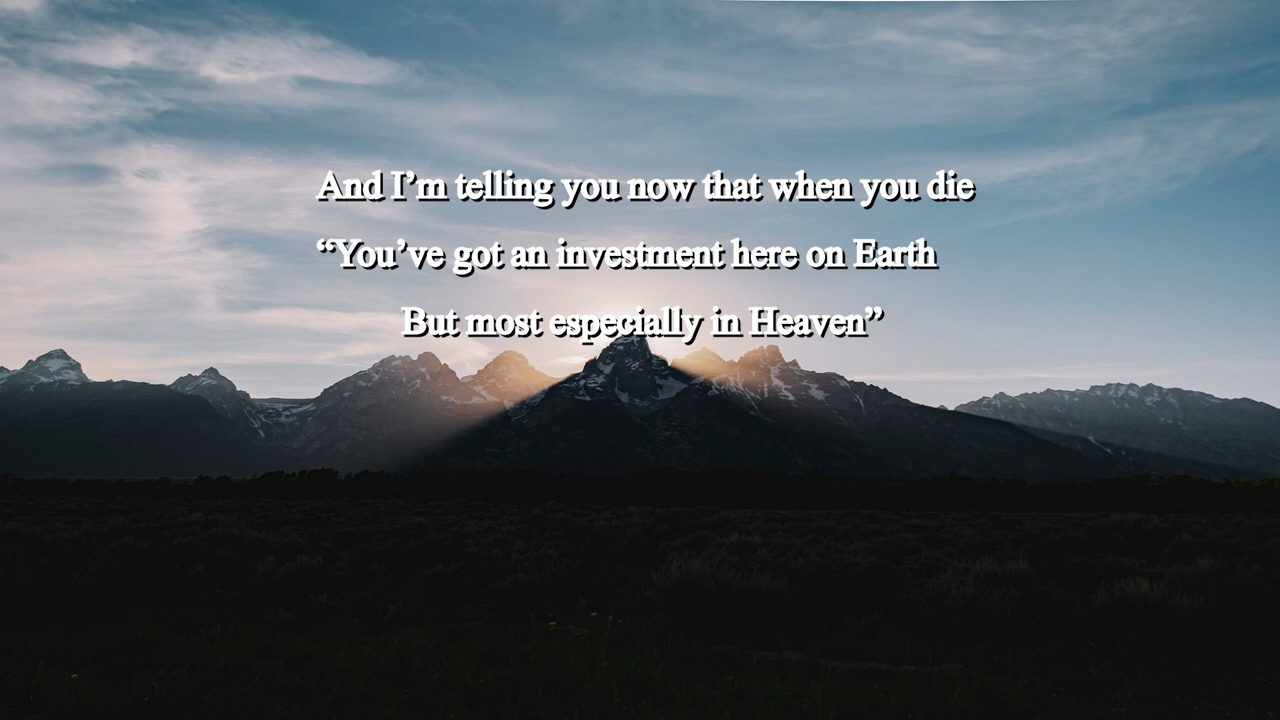 And I’m telling you now that when you die
“You’ve got an investment here on Earth
But most especially in Heaven”